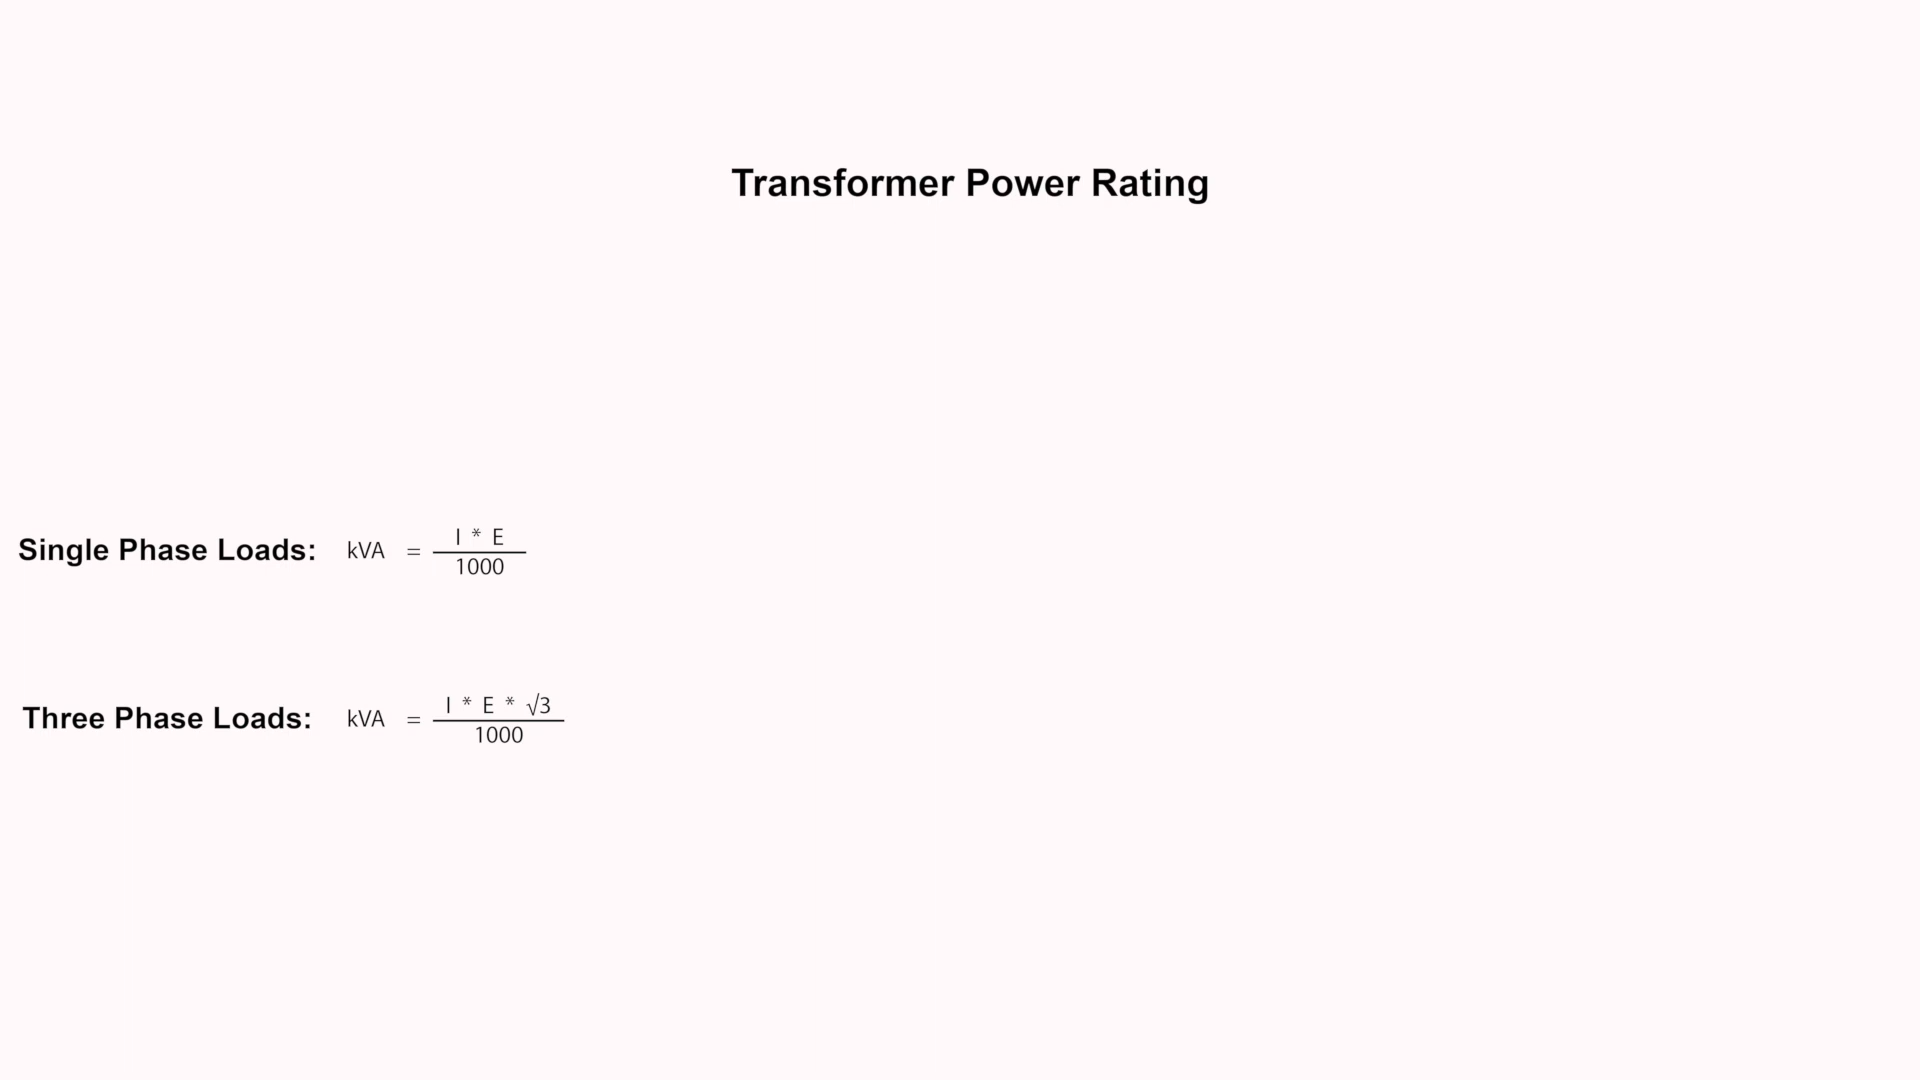 Transformer Power Rating
Single Phase Loads: kVA = I * E
1000
Three Phase Loads: kVA = I * E * √3
1000